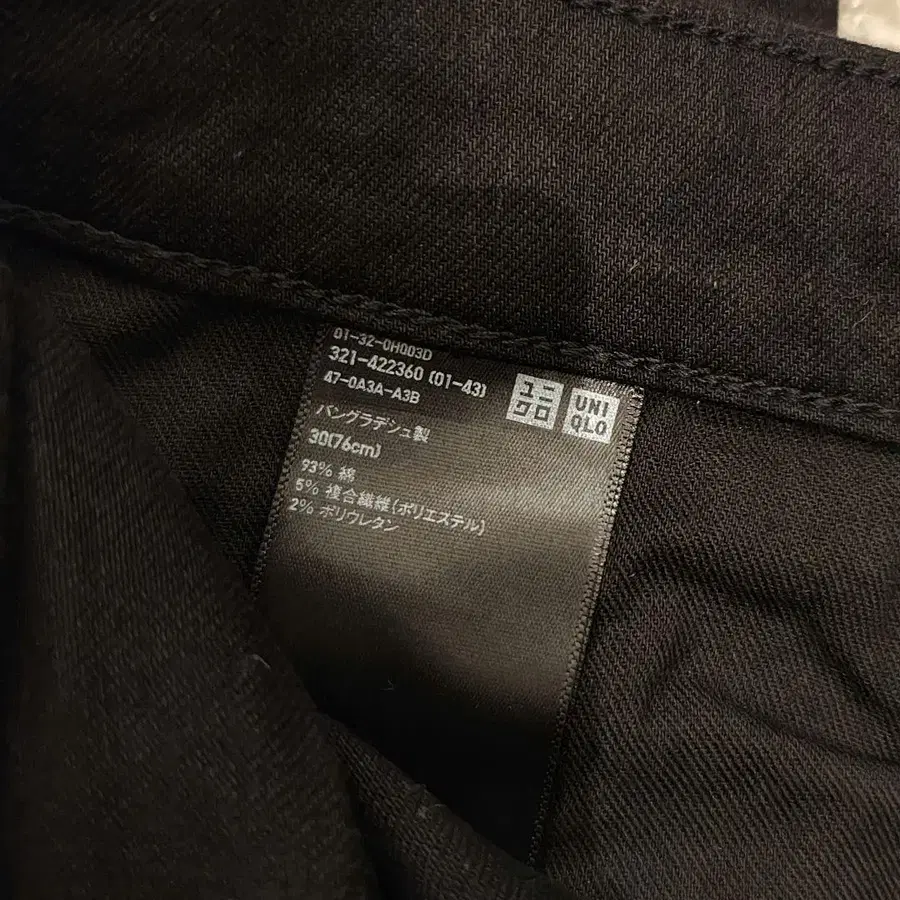 01-32-0H003D
321-422360 (01-43)
47-0A3A-A3B
ユニ
クロ
UNI
QLO
バングラデシュ製
30(76cm)
93% 綿
5% 複合繊維(ポリエステル)
2% ポリウレタン